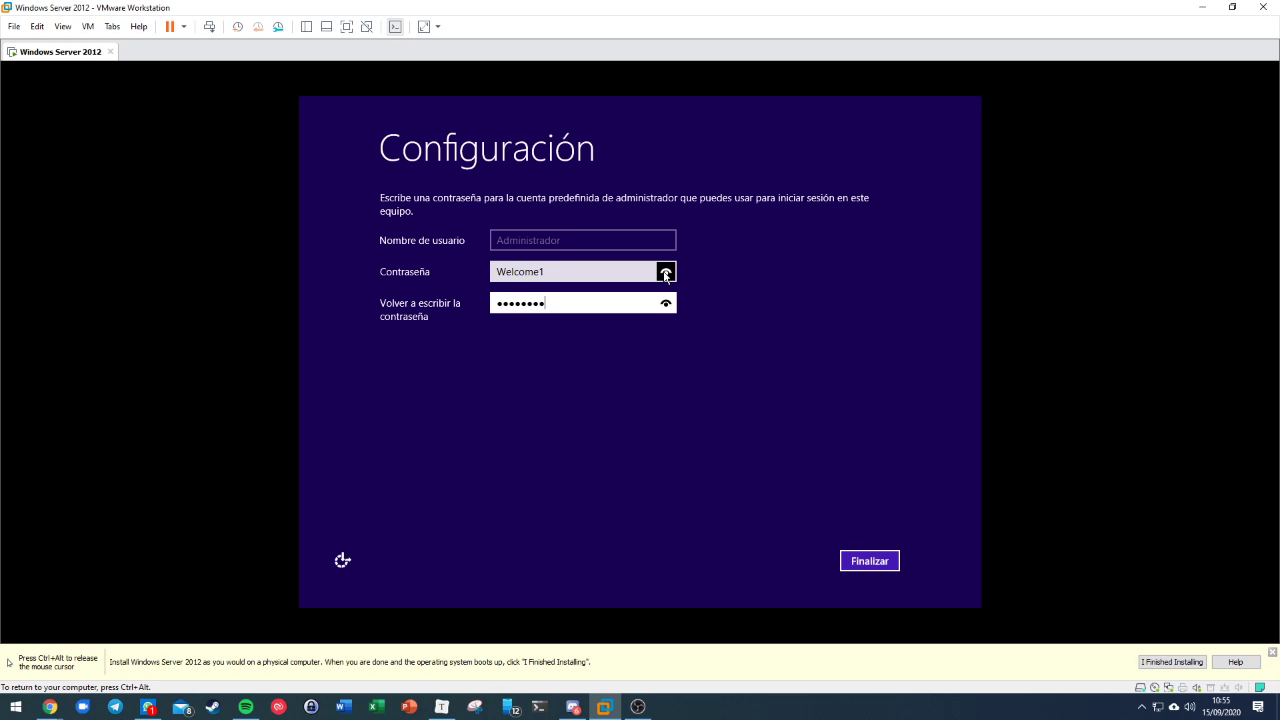 Windows Server 2012 - VMware Workstation
File Edit View VM Tabs Help
Windows Server 2012
Configuración
Escribe una contraseña para la cuenta predefinida de administrador que puedes usar para iniciar sesión en este
equipo.
Nombre de usuario
Administrador
Contraseña
Welcome1
Volver a escribir la
contraseña
Finalizar
Press Ctrl+Alt to release
the mouse cursor
Install Windows Server 2012 as you would on a physical computer. When you are done and the operating system boots up, click "I Finished Installing".
I Finished Installing
Help
To return to your computer, press Ctrl+Alt.
1
8
12
10:55
15/09/2020